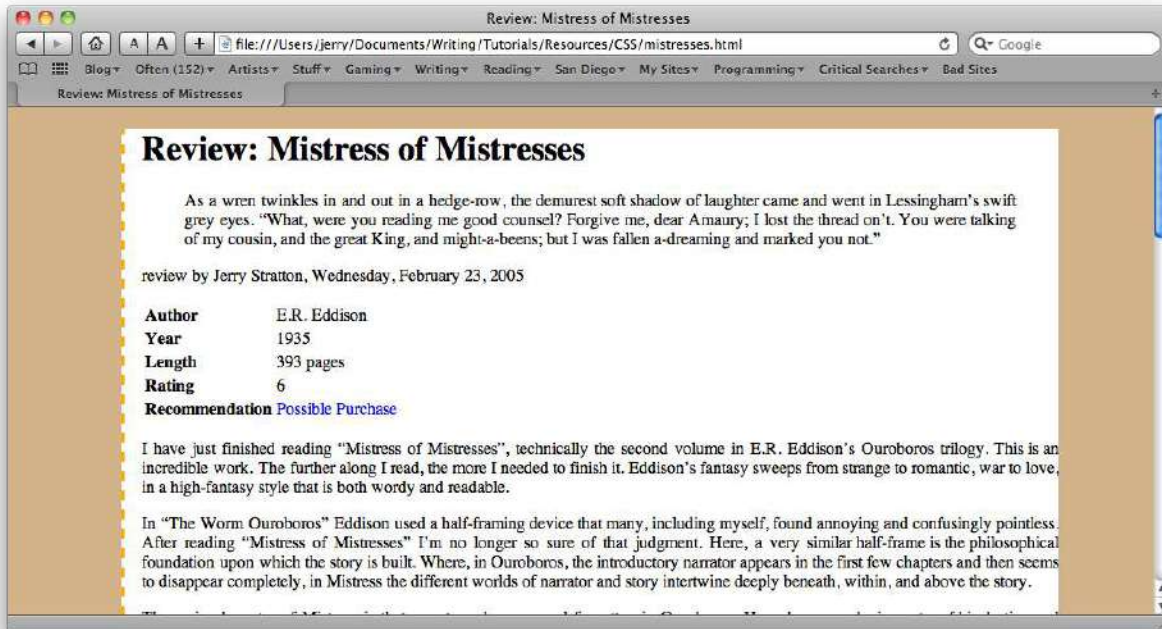 Review: Mistress of Mistresses
A A + file:///Users/jerry/Documents/Writing/Tutorials/Resources/CSS/mistresses.html Google
Blog Often (152) Artists Stuff Gaming Writing Reading San Diego My Sites Programming Critical Searches Bad Sites
Review: Mistress of Mistresses
Review: Mistress of Mistresses
As a wren twinkles in and out in a hedge-row, the demurest soft shadow of laughter came and went in Lessingham's swift
grey eyes. “What, were you reading me good counsel? Forgive me, dear Amaury; I lost the thread on't. You were talking
of my cousin, and the great King, and might-a-beens; but I was fallen a-dreaming and marked you not.”
review by Jerry Stratton, Wednesday, February 23, 2005
Author E.R. Eddison
Year 1935
Length 393 pages
Rating 6
Recommendation Possible Purchase
I have just finished reading “Mistress of Mistresses”, technically the second volume in E.R. Eddison's Ouroboros trilogy. This is an
incredible work. The further along I read, the more I needed to finish it. Eddison's fantasy sweeps from strange to romantic, war to love,
in a high-fantasy style that is both wordy and readable.
In “The Worm Ouroboros” Eddison used a half-framing device that many, including myself, found annoying and confusingly pointless.
After reading “Mistress of Mistresses” I'm no longer so sure of that judgment. Here, a very similar half-frame is the philosophical
foundation upon which the story is built. Where, in Ouroboros, the introductory narrator appears in the first few chapters and then seems
to disappear completely, in Mistress the different worlds of narrator and story intertwine deeply beneath, within, and above the story.